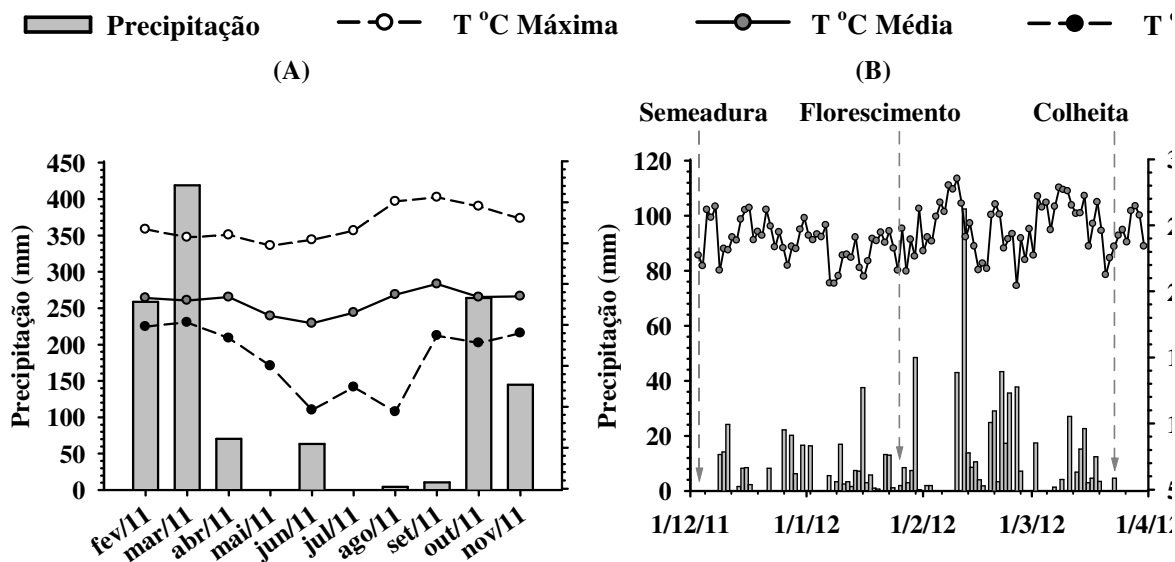 Precipitação T °C Máxima T °C Média T
(A) (B)
Semeadura Florescimento Colheita
Precipitação (mm)
450
400
350
300
250
200
150
100
50
0
fev/11 mar/11 abr/11 mai/11 jun/11 jul/11 ago/11 set/11 out/11 nov/11
Precipitação (mm)
120
100
80
60
40
20
0
1/12/11 1/1/12 1/2/12 1/3/12